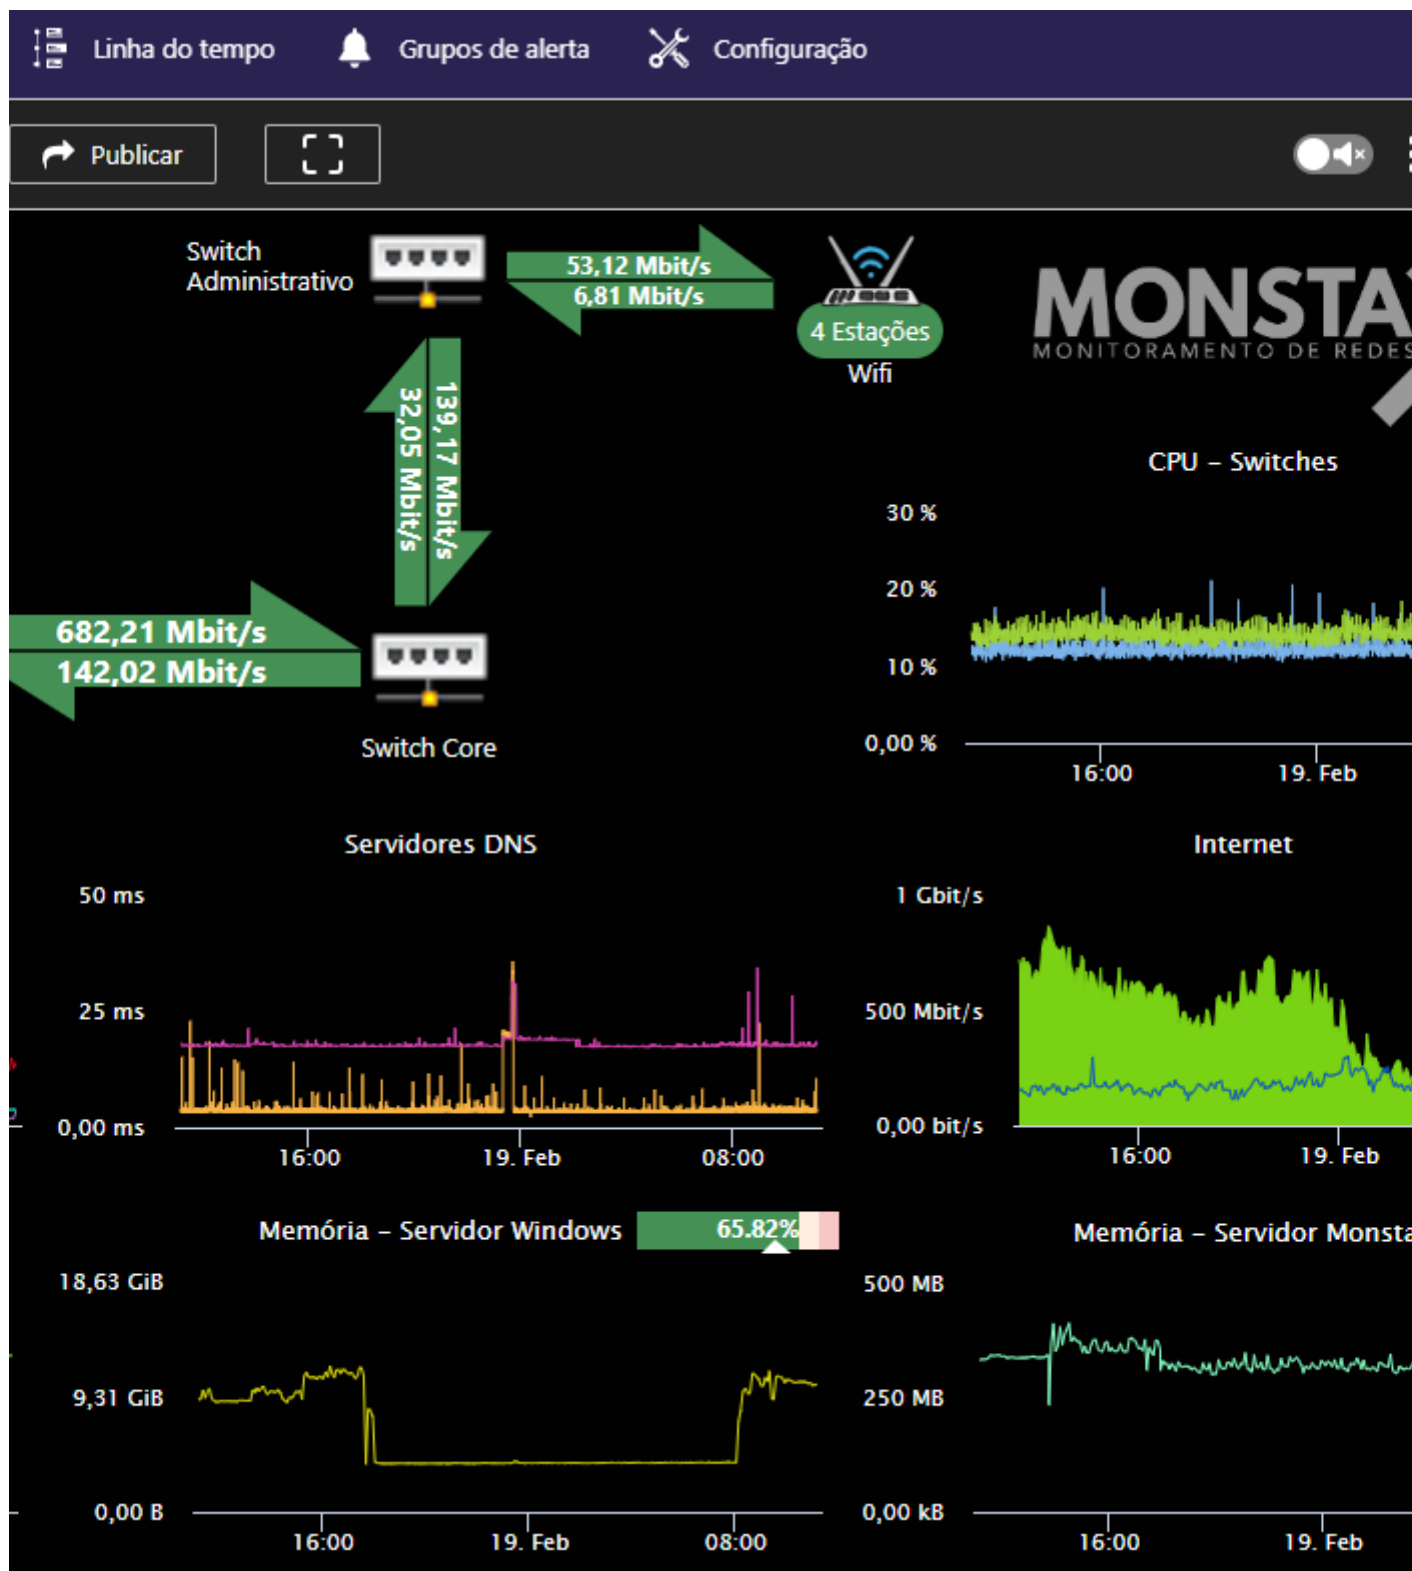 Linha do tempo
Grupos de alerta
Configuração
Publicar
Switch
Administrativo
53,12 Mbit/s
6,81 Mbit/s
4 Estações
Wifi
MONSTA
MONITORAMENTO DE REDES
32,05 Mbit/s
139,17 Mbit/s
682,21 Mbit/s
142,02 Mbit/s
Switch Core
CPU – Switches
30 %
20 %
10 %
0,00 %
16:00
19. Feb
Servidores DNS
50 ms
25 ms
0,00 ms
16:00
19. Feb
08:00
Internet
1 Gbit/s
500 Mbit/s
0,00 bit/s
16:00
19. Feb
Memória – Servidor Windows
65.82%
18,63 GiB
9,31 GiB
0,00 B
16:00
19. Feb
08:00
Memória – Servidor Monsta
500 MB
250 MB
0,00 kB
16:00
19. Feb